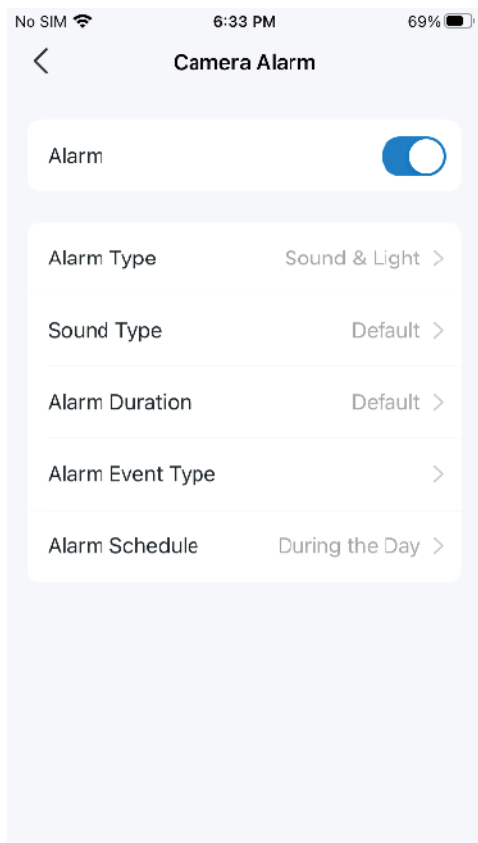 No SIM 6:33 PM 69%
Camera Alarm
Alarm
Alarm Type Sound & Light
Sound Type Default
Alarm Duration Default
Alarm Event Type
Alarm Schedule During the Day